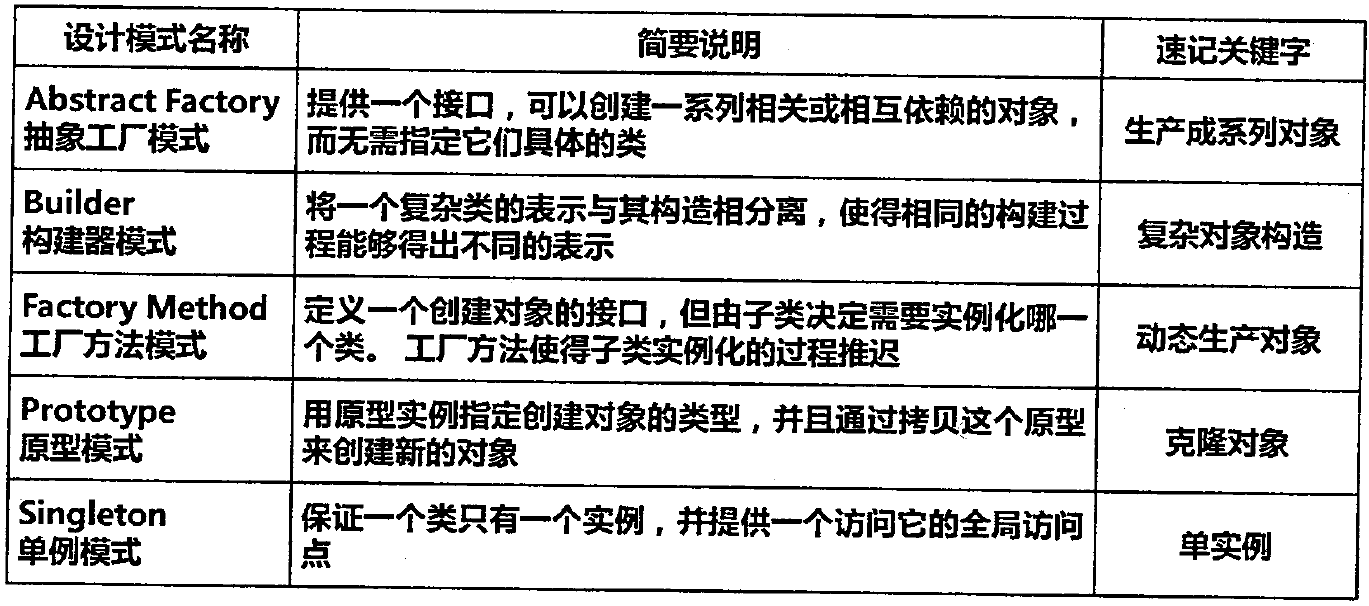 设计模式名称
简要说明
速记关键字
Abstract Factory
抽象工厂模式
提供一个接口，可以创建一系列相关或相互依赖的对象，
而无需指定它们具体的类
生产成系列对象
Builder
构建器模式
将一个复杂类的表示与其构造相分离，使得相同的构建过
程能够得出不同的表示
复杂对象构造
Factory Method
工厂方法模式
定义一个创建对象的接口，但由子类决定需要实例化哪一
个类。 工厂方法使得子类实例化的过程推迟
动态生产对象
Prototype
原型模式
用原型实例指定创建对象的类型，并且通过拷贝这个原型
来创建新的对象
克隆对象
Singleton
单例模式
保证一个类只有一个实例，并提供一个访问它的全局访问
点
单实例